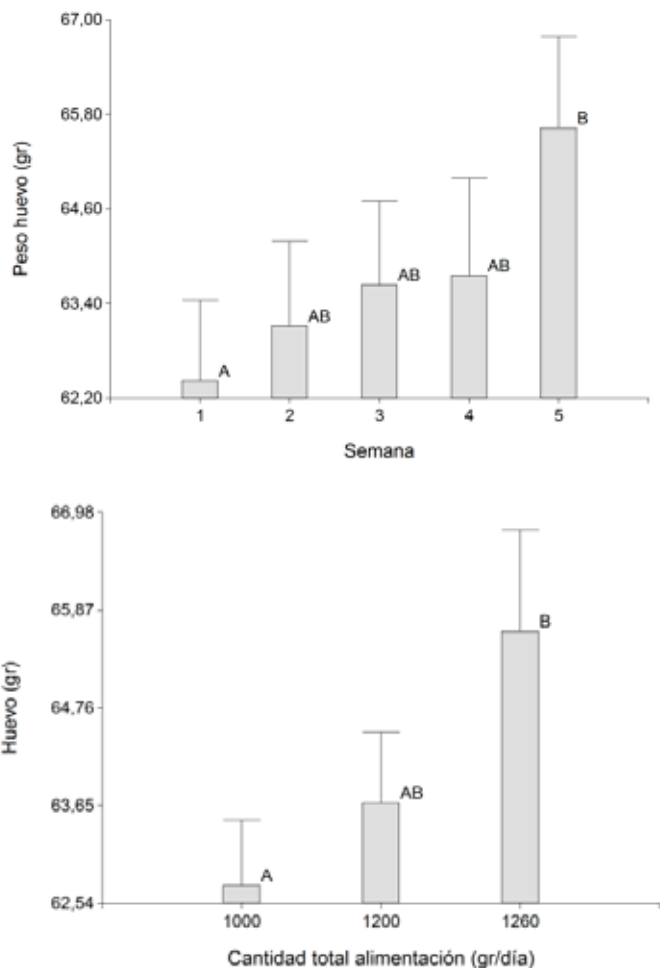 67,00
65,80
64,60
63,40
62,20
Peso huevo (gr)
A
AB
AB
AB
B
1 2 3 4 5
Semana
66,98
65,87
64,76
63,65
62,54
Huevo (gr)
A
AB
B
1000 1200 1260
Cantidad total alimentación (gr/día)